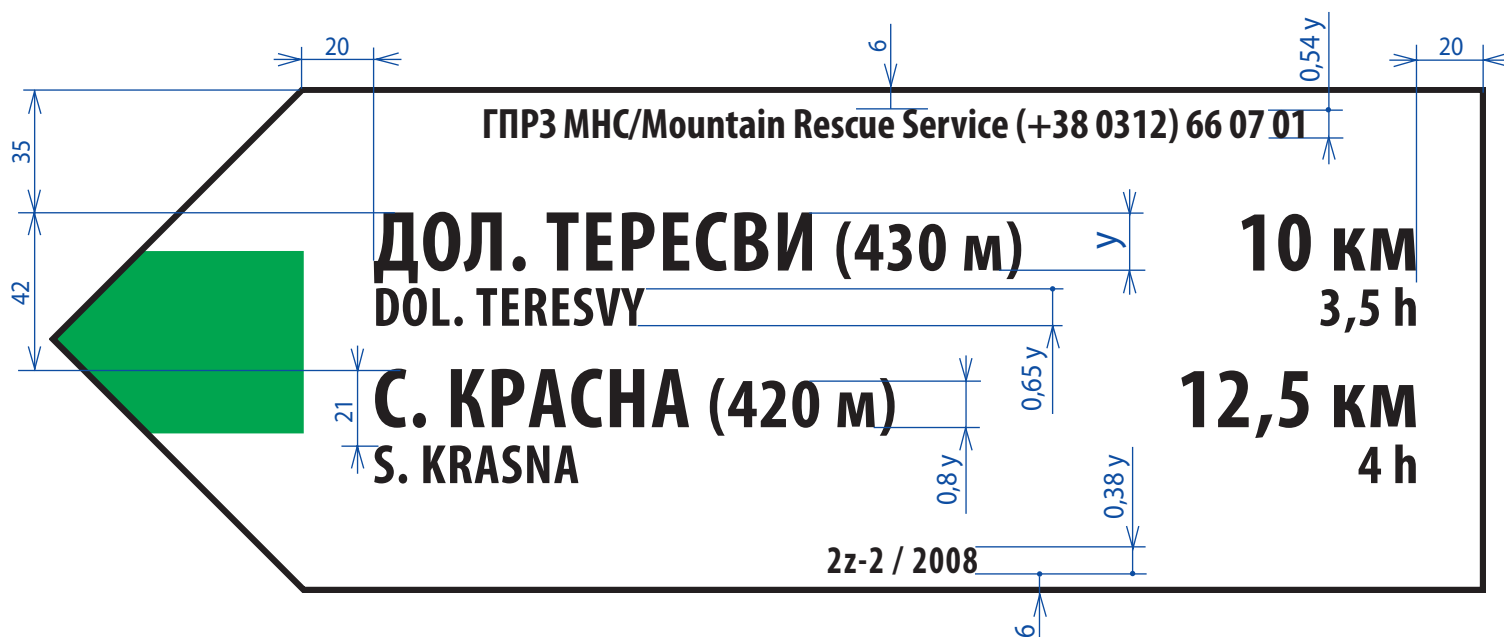 20
6
0,54 y
20
ГПРЗ МНС/Mountain Rescue Service (+38 0312) 66 07 01
35
ДОЛ. ТЕРЕСВИ (430 м)
y
10 км
42
DOL. TERESVY
3,5 h
0,65 y
21
С. КРАСНА (420 м)
12,5 км
S. KRASNA
4 h
0,8 y
0,38 y
2z-2 / 2008
6